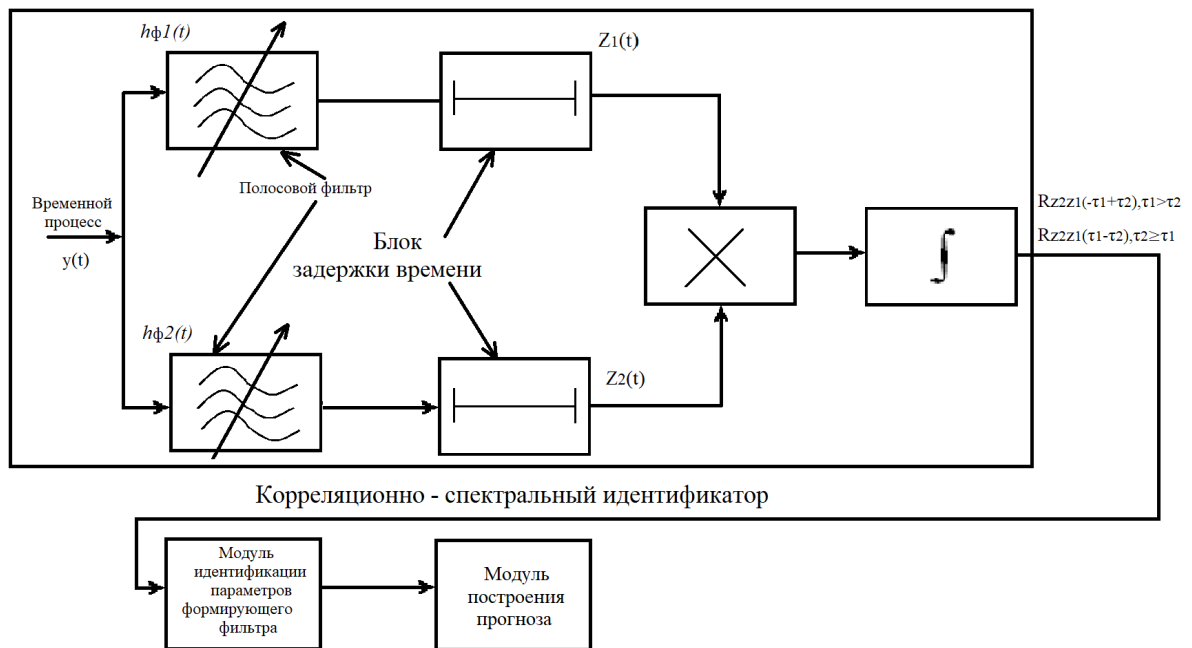 hф1(t)
Z1(t)
Полосовой фильтр
Временной
процесс
y(t)
Блок
задержки времени
Rz2z1(-τ1+τ2),τ1>τ2
Rz2z1(τ1-τ2),τ2≥τ1
hф2(t)
Z2(t)
Корреляционно - спектральный идентификатор
Модуль
идентификации
параметров
формирующего
фильтра
Модуль
построения
прогноза